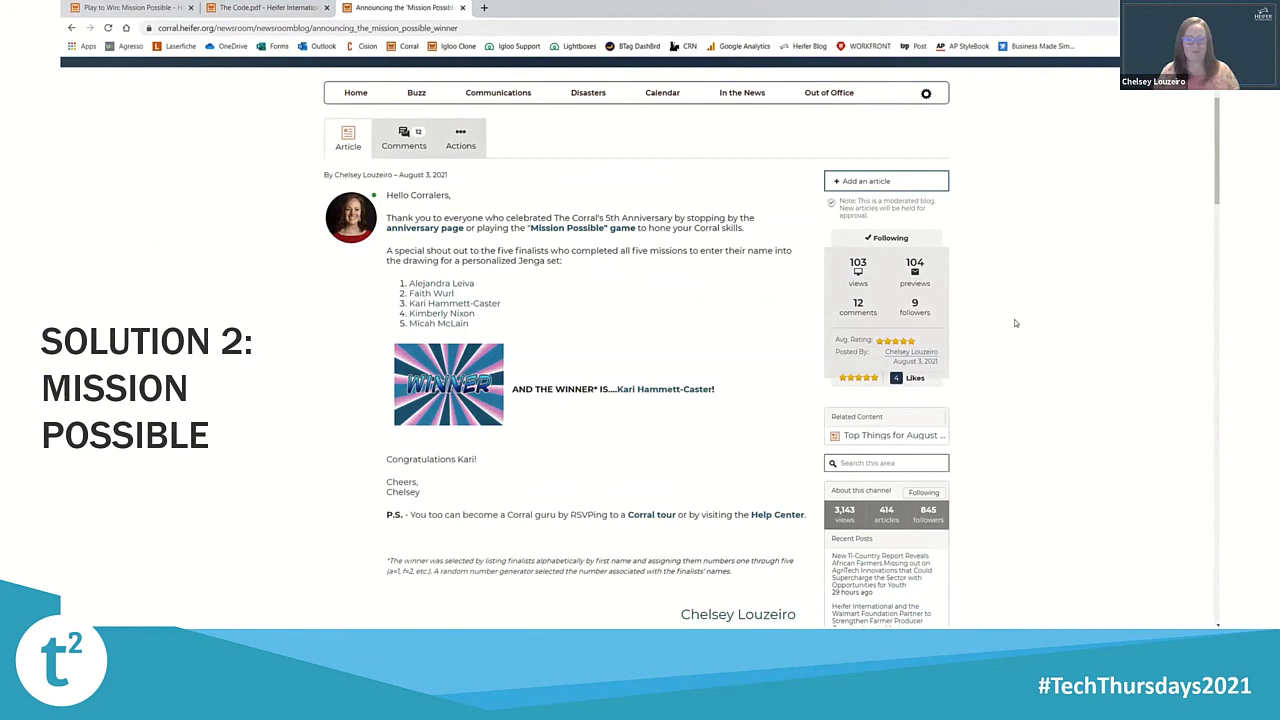 Play to Win: Mission Possible - H
The Code.pdf - Heifer Internation
Announcing the 'Mission Possibl
corral.heifer.org/newsroom/newsroomblog/announcing_the_mission_possible_winner
Apps Agresso Laserfiche OneDrive Forms Outlook Cision Corral Igloo Clone Igloo Support Lightboxes BTag DashBrd CRN Google Analytics Heifer Blog WORKFRONT Post AP StyleBook Business Made Sim...
HEIFER
Chelsey Louzeiro
Home Buzz Communications Disasters Calendar In the News Out of Office
Article
Comments 12
Actions
By Chelsey Louzeiro – August 3, 2021
Hello Corralers,
Thank you to everyone who celebrated The Corral's 5th Anniversary by stopping by the
anniversary page or playing the "Mission Possible" game to hone your Corral skills.
A special shout out to the five finalists who completed all five missions to enter their name into
the drawing for a personalized Jenga set:
1. Alejandra Leiva
2. Faith Wurl
3. Kari Hammett-Caster
4. Kimberly Nixon
5. Micah McLain
WINNER
AND THE WINNER* IS....Kari Hammett-Caster!
Congratulations Kari!
Cheers,
Chelsey
P.S. - You too can become a Corral guru by RSVPing to a Corral tour or by visiting the Help Center.
*The winner was selected by listing finalists alphabetically by first name and assigning them numbers one through five
(a=1, f=2, etc.). A random number generator selected the number associated with the finalists' names.
Chelsey Louzeiro
+ Add an article
Note: This is a moderated blog.
New articles will be held for
approval.
Following
103 104
views previews
12 9
comments followers
Avg. Rating:
Posted By: Chelsey Louzeiro
August 3, 2021
4 Likes
Related Content
Top Things for August ...
Search this area
About this channel Following
3,143 414 845
views articles followers
Recent Posts
New 11-Country Report Reveals
African Farmers Missing out on
AgriTech Innovations that Could
Supercharge the Sector with
Opportunities for Youth
29 hours ago
Heifer International and the
Walmart Foundation Partner to
Strengthen Farmer Producer
SOLUTION 2:
MISSION
POSSIBLE
t2
#TechThursdays2021